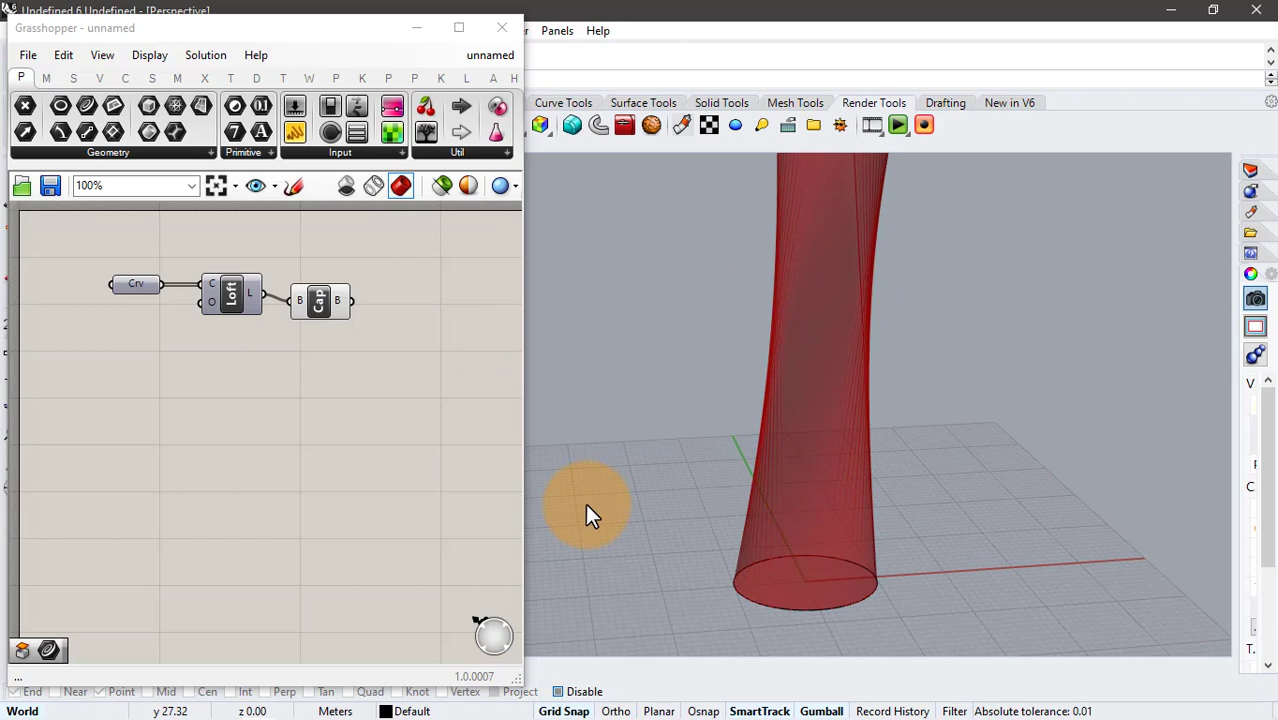 Undefined 6 Undefined - [Perspective]
Grasshopper - unnamed
Panels Help
File Edit View Display Solution Help unnamed
P M S V C S M X T D T W P K P P K L A H
Curve Tools Surface Tools Solid Tools Mesh Tools Render Tools Drafting New in V6
Geometry Primitive Input Util
100%
Crv C O Loft L B Cap B
V
P
C
T.
... 1.0.0007
End Near Point Mid Cen Int Perp Tan Quad Knot Vertex Project Disable
World y 27.32 z 0.00 Meters Default Grid Snap Ortho Planar Osnap SmartTrack Gumball Record History Filter Absolute tolerance: 0.01